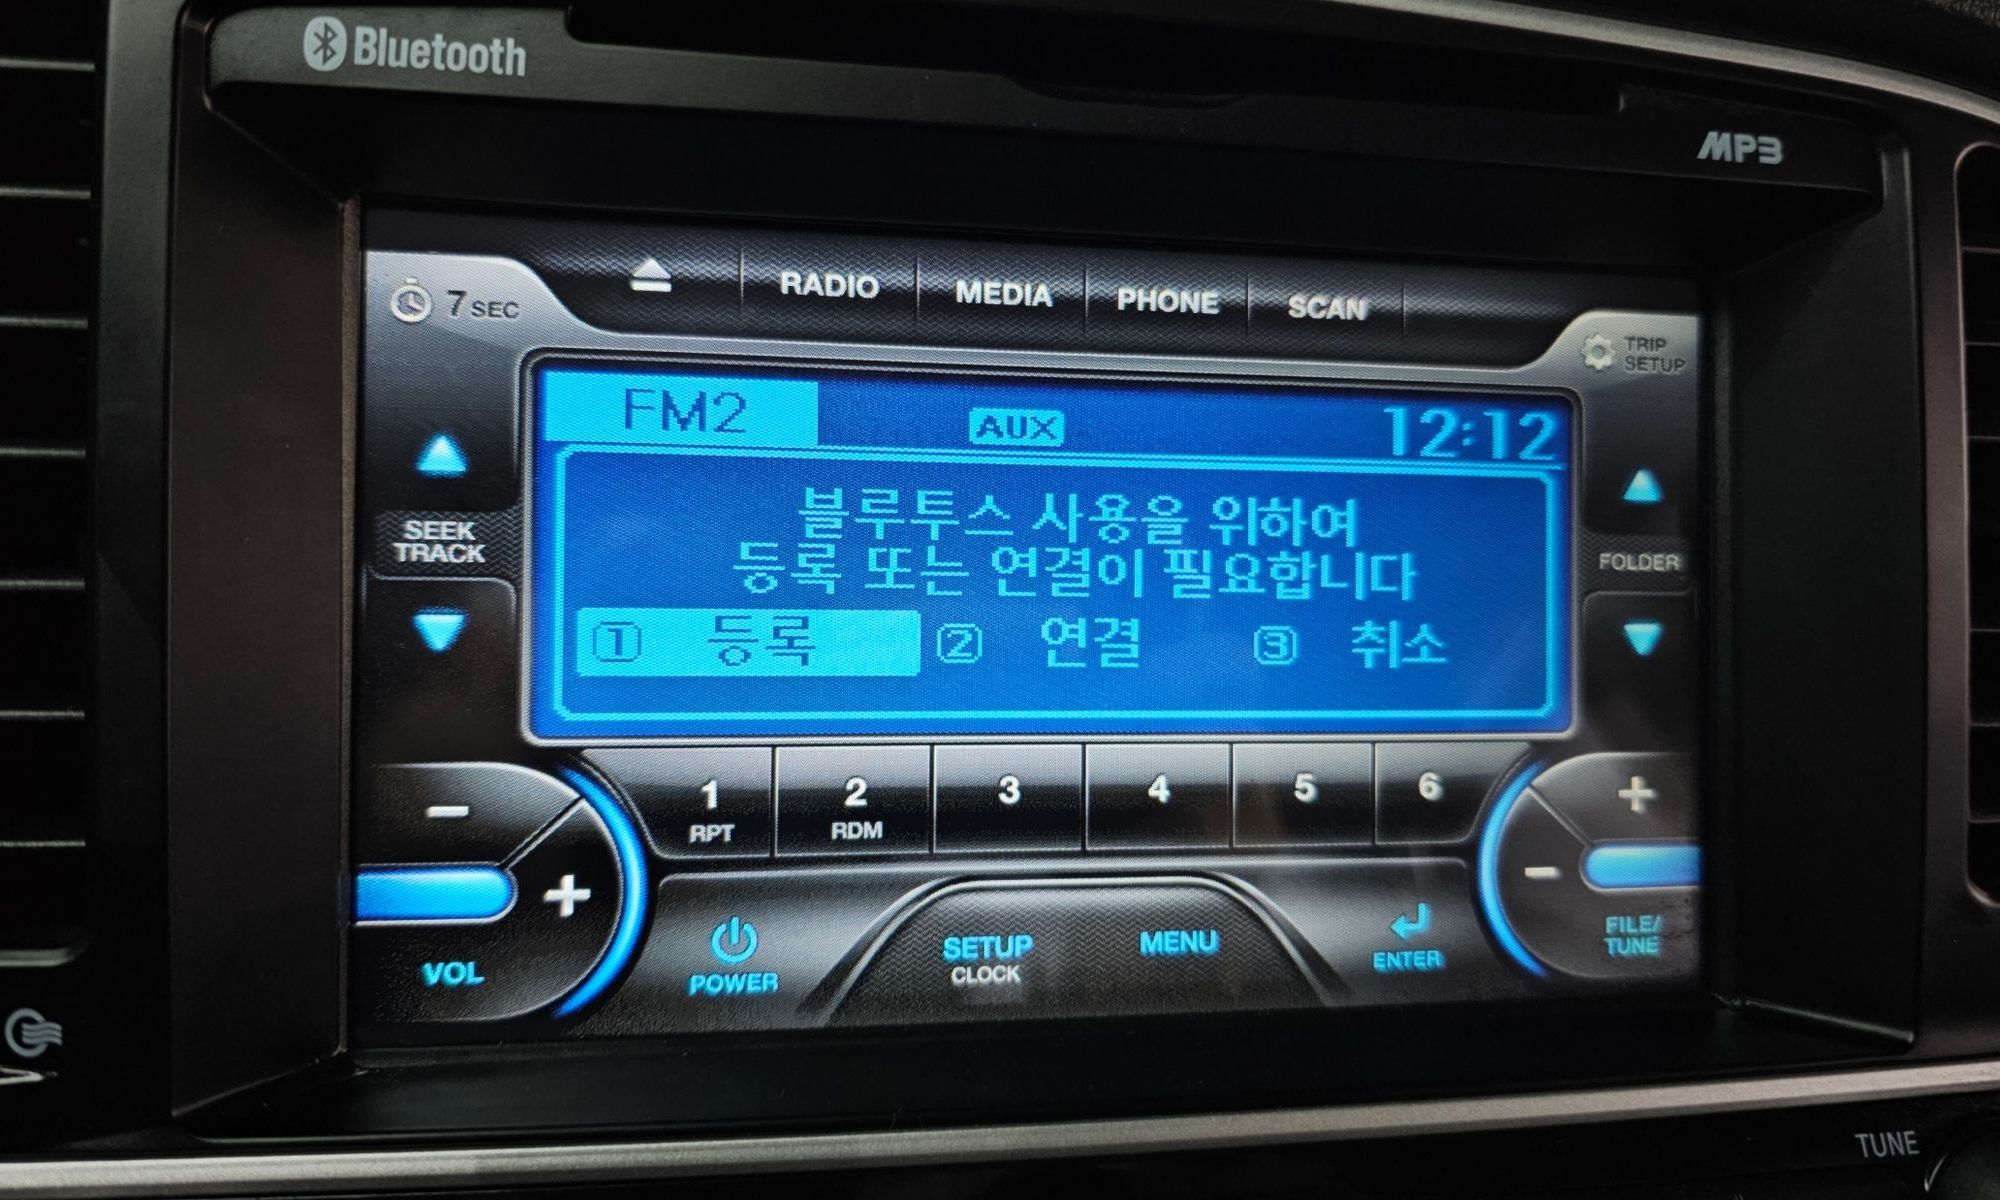 Bluetooth
MP3
RADIO MEDIA PHONE SCAN
7 SEC
TRIP
SETUP
FM2 AUX 12:12
블루투스 사용을 위하여
등록 또는 연결이 필요합니다
1 등록 2 연결 3 취소
SEEK
TRACK
FOLDER
1 2 3 4 5 6
RPT RDM
VOL
POWER
SETUP
CLOCK
MENU
ENTER
FILE/
TUNE
TUNE